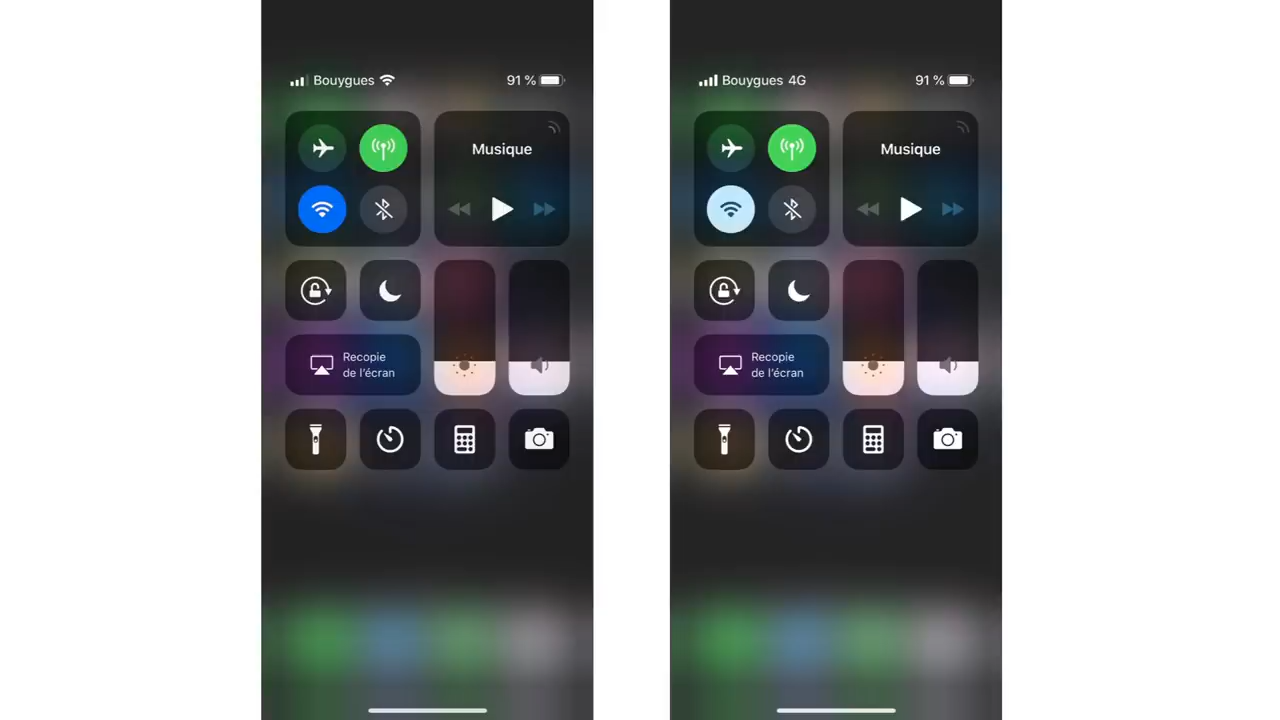 Bouygues
91 %
Musique
Recopie
de l'écran
Bouygues 4G
91 %
Musique
Recopie
de l'écran